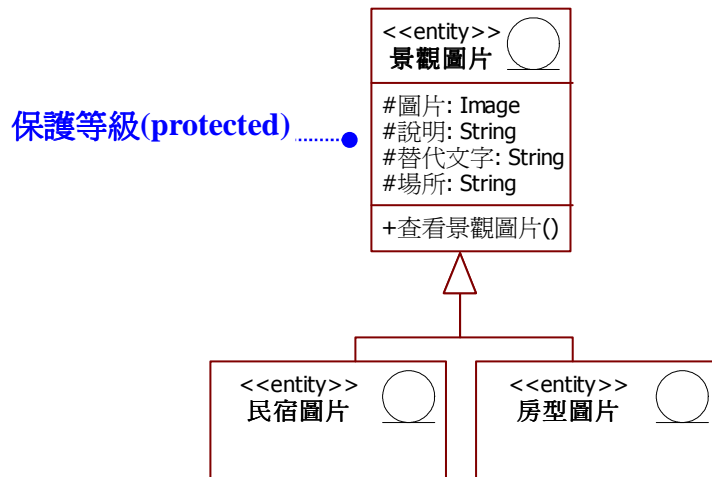 <<entity>>
景觀圖片
保護等級(protected)
#圖片: Image
#說明: String
#替代文字: String
#場所: String
+查看景觀圖片()
<<entity>>
民宿圖片
<<entity>>
房型圖片